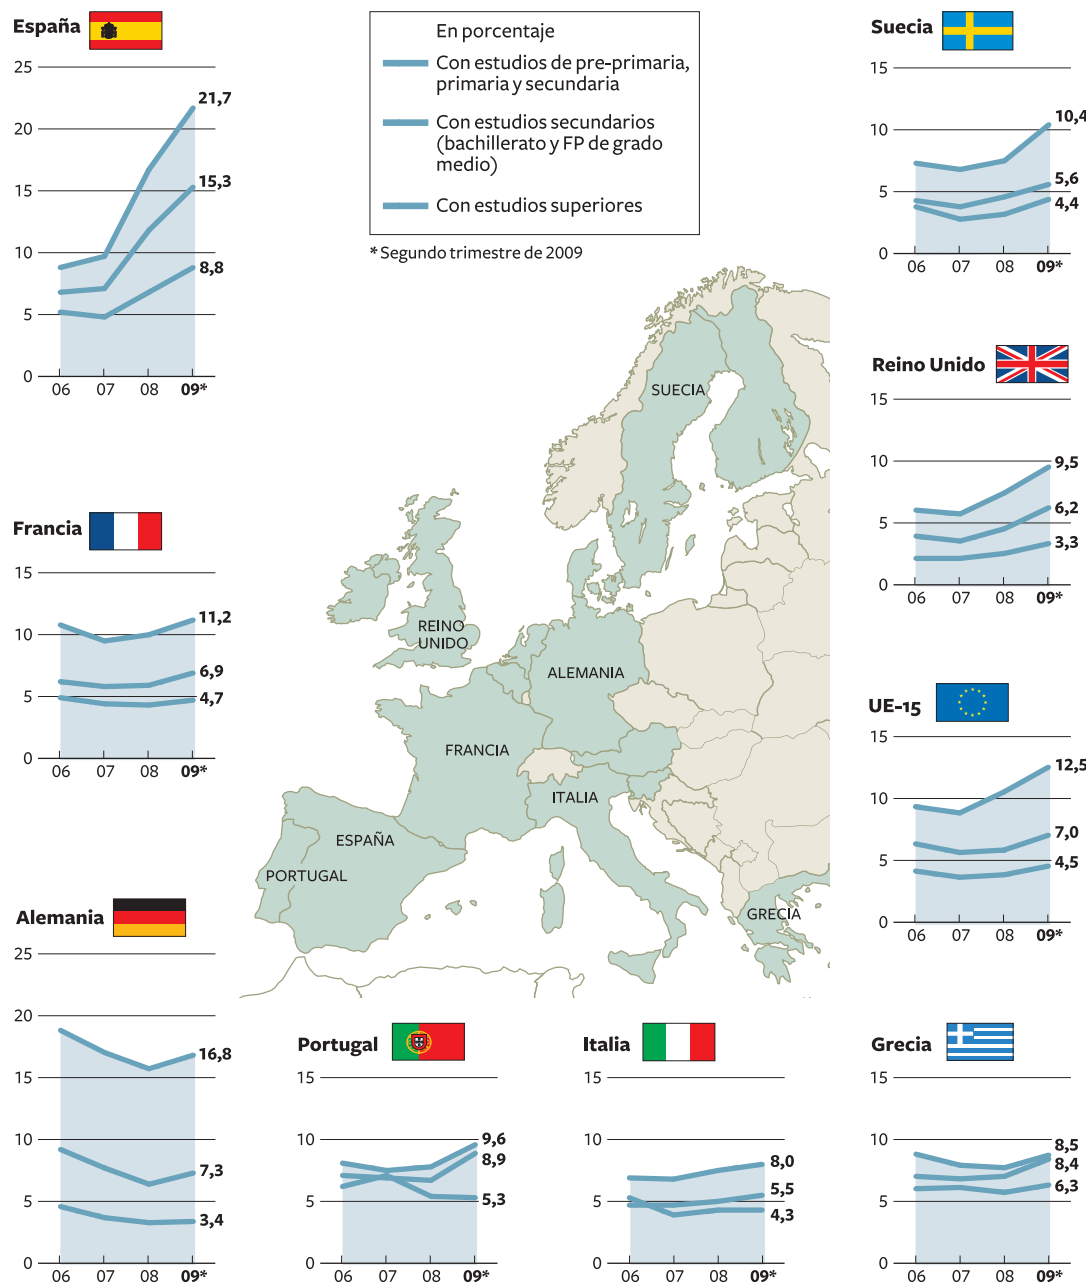 España
25
20
15
10
5
0
21,7
15,3
8,8
06 07 08 09*
En porcentaje
Con estudios de pre-primaria,
primaria y secundaria
Con estudios secundarios
(bachillerato y FP de grado
medio)
Con estudios superiores
* Segundo trimestre de 2009
Suecia
15
10
5
0
10,4
5,6
4,4
06 07 08 09*
Reino Unido
15
10
5
0
9,5
6,2
3,3
06 07 08 09*
Francia
15
10
5
0
11,2
6,9
4,7
06 07 08 09*
SUECIA
REINO
UNIDO
ALEMANIA
FRANCIA
ITALIA
ESPAÑA
PORTUGAL
GRECIA
UE-15
15
10
5
0
12,5
7,0
4,5
06 07 08 09*
Alemania
25
20
15
10
5
0
16,8
7,3
3,4
06 07 08 09*
Portugal
15
10
5
0
9,6
8,9
5,3
06 07 08 09*
Italia
15
10
5
0
8,0
5,5
4,3
06 07 08 09*
Grecia
15
10
5
0
8,5
8,4
6,3
06 07 08 09*